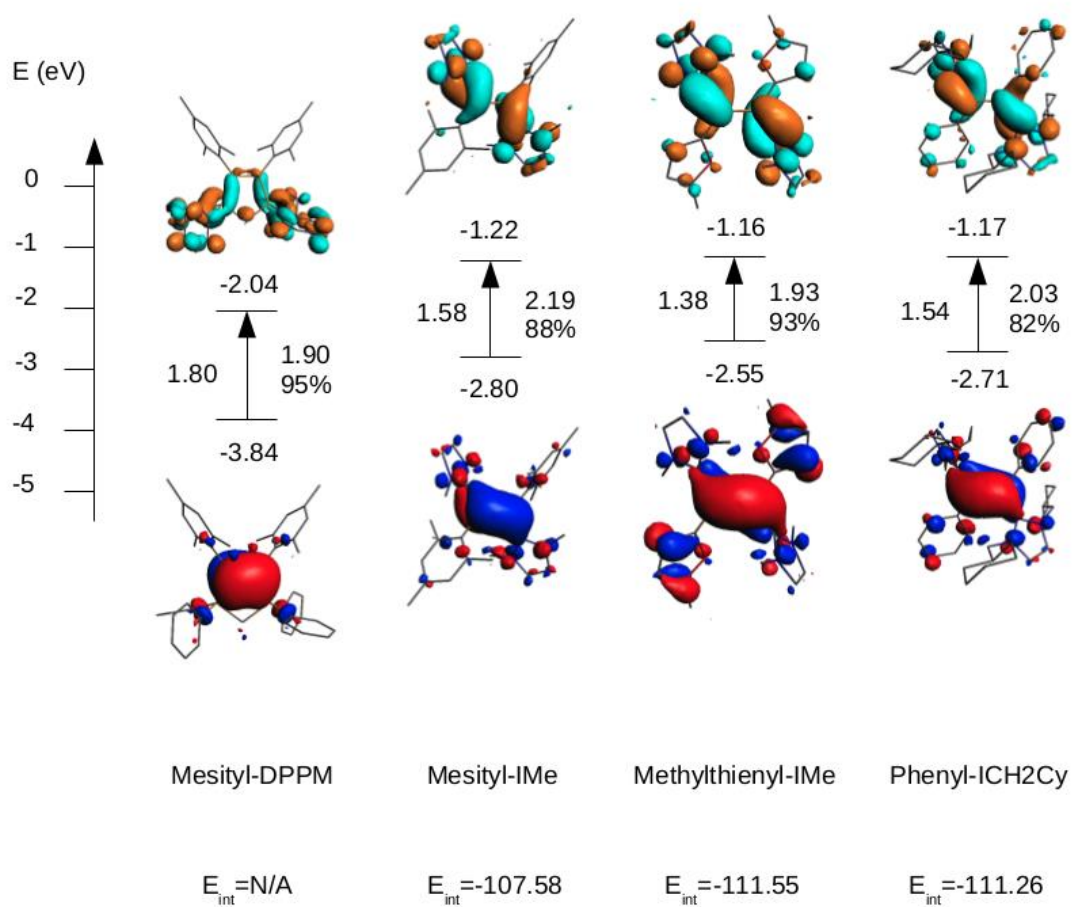 E (eV)
0
-1
-2
-3
-4
-5
-2.04
1.80
1.90
95%
-3.84
-1.22
1.58
2.19
88%
-2.80
-1.16
1.38
1.93
93%
-2.55
-1.17
1.54
2.03
82%
-2.71
Mesityl-DPPM
Mesityl-IMe
Methylthienyl-IMe
Phenyl-ICH2Cy
Eint=N/A
Eint=-107.58
Eint=-111.55
Eint=-111.26